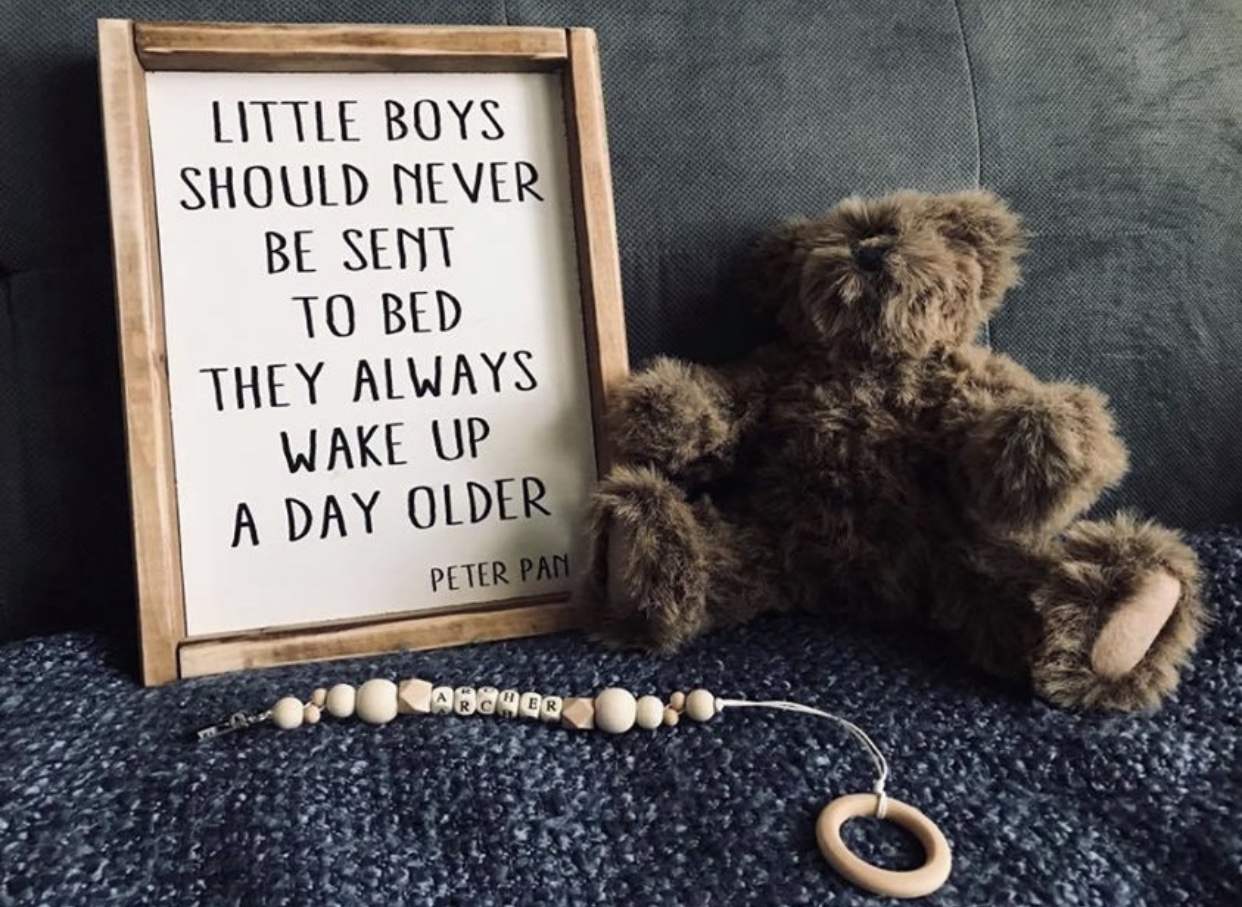 LITTLE BOYS
SHOULD NEVER
BE SENT
TO BED
THEY ALWAYS
WAKE UP
A DAY OLDER
PETER PAN
ARCHER